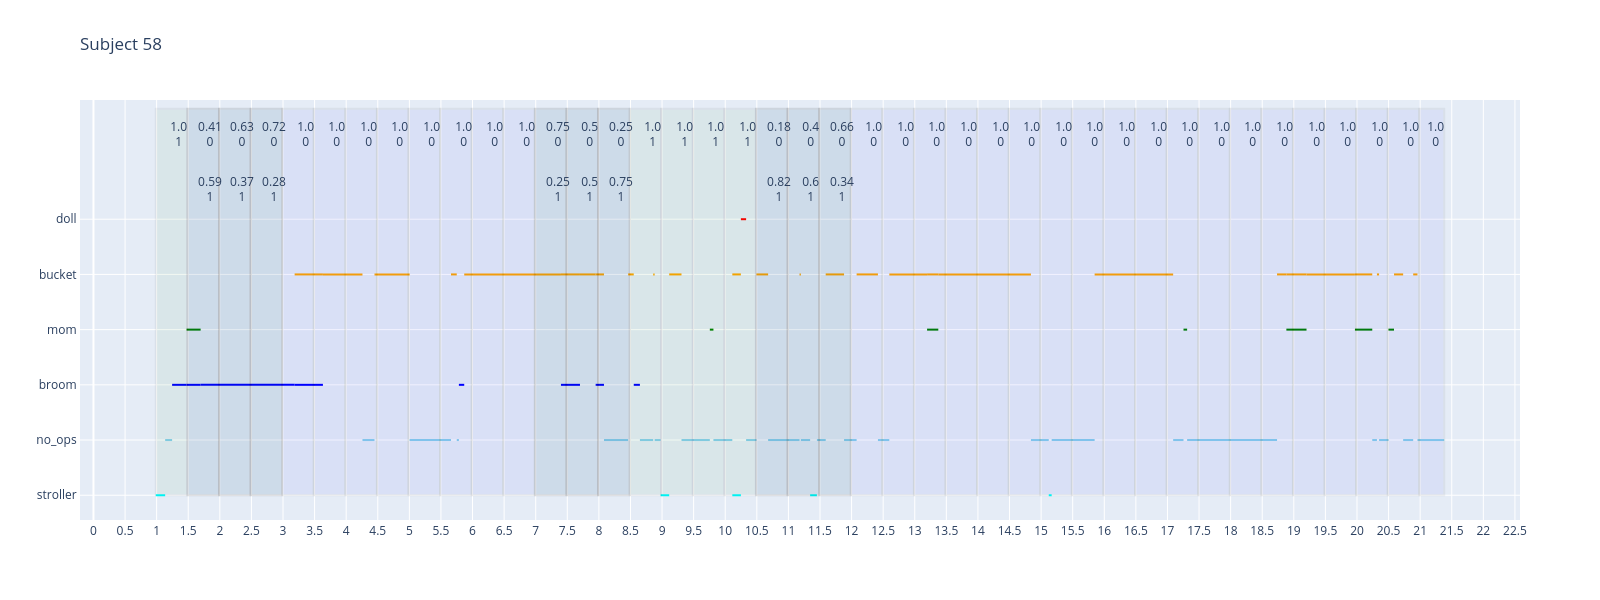 Subject 58
1.0 0.41 0.63 0.72 1.0 1.0 1.0 1.0 1.0 1.0 1.0 1.0 0.75 0.5 0.25 1.0 1.0 1.0 1.0 0.18 0.4 0.66 1.0 1.0 1.0 1.0 1.0 1.0 1.0 1.0 1.0 1.0 1.0 1.0 1.0 1.0 1.0 1.0 1.0 1.0 1.0
1 0 0 0 0 0 0 0 0 0 0 0 0 0 0 1 1 1 1 0 0 0 0 0 0 0 0 0 0 0 0 0 0 0 0 0 0 0 0 0 0
0.59 0.37 0.28 0.25 0.5 0.75 0.82 0.6 0.34
1 1 1 1 1 1 1 1 1
doll
bucket
mom
broom
no_ops
stroller
0 0.5 1 1.5 2 2.5 3 3.5 4 4.5 5 5.5 6 6.5 7 7.5 8 8.5 9 9.5 10 10.5 11 11.5 12 12.5 13 13.5 14 14.5 15 15.5 16 16.5 17 17.5 18 18.5 19 19.5 20 20.5 21 21.5 22 22.5